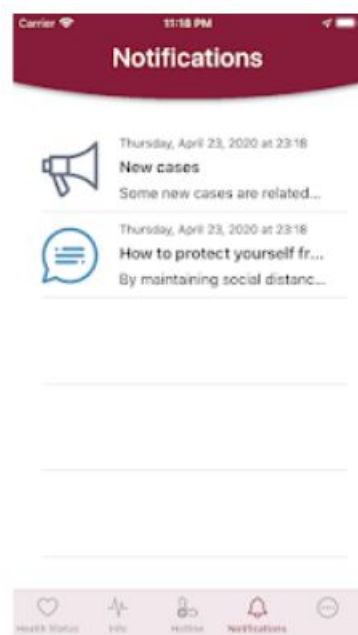 Carrier 11:18 PM
Notifications
Thursday, April 23, 2020 at 23:18
New cases
Some new cases are related...
Thursday, April 23, 2020 at 23:18
How to protect yourself fr...
By maintaining social distanc...
Health Status Info Hotline Notifications